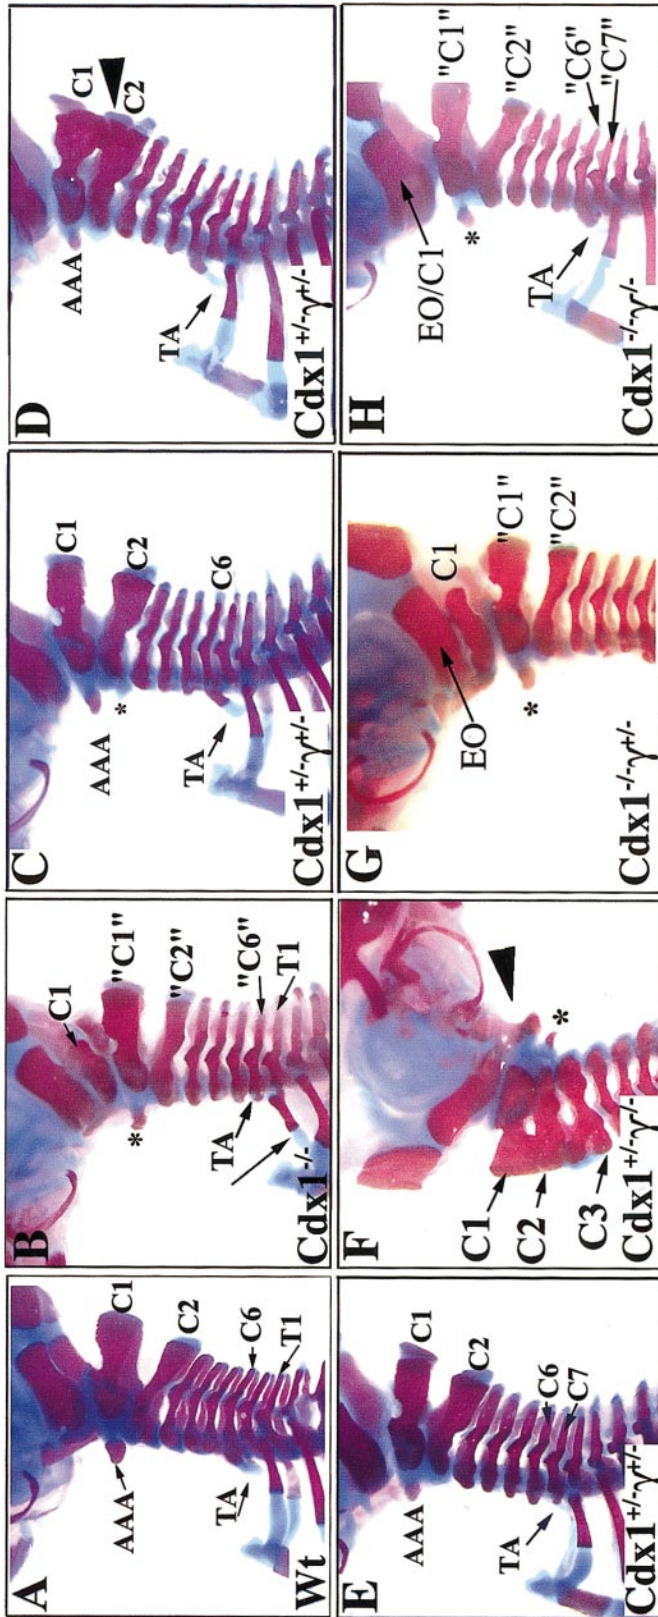 A
AAA
C1
C2
C6
T1
TA
Wt
B
C1
"C1"
*
"C2"
"C6"
T1
TA
Cdx1-/-
C
AAA
C1
*
C2
C6
TA
Cdx1+/-γ+/-
D
AAA
C1
C2
TA
Cdx1+/-γ+/-
E
AAA
C1
C2
C6
C7
TA
Cdx1+/-γ+/-
F
C1
C2
C3
*
Cdx1+/-γ-/-
G
EO
C1
*
"C1"
"C2"
Cdx1-/-γ+/-
H
EO/C1
*
"C1"
"C2"
"C6"
"C7"
TA
Cdx1-/-γ-/-